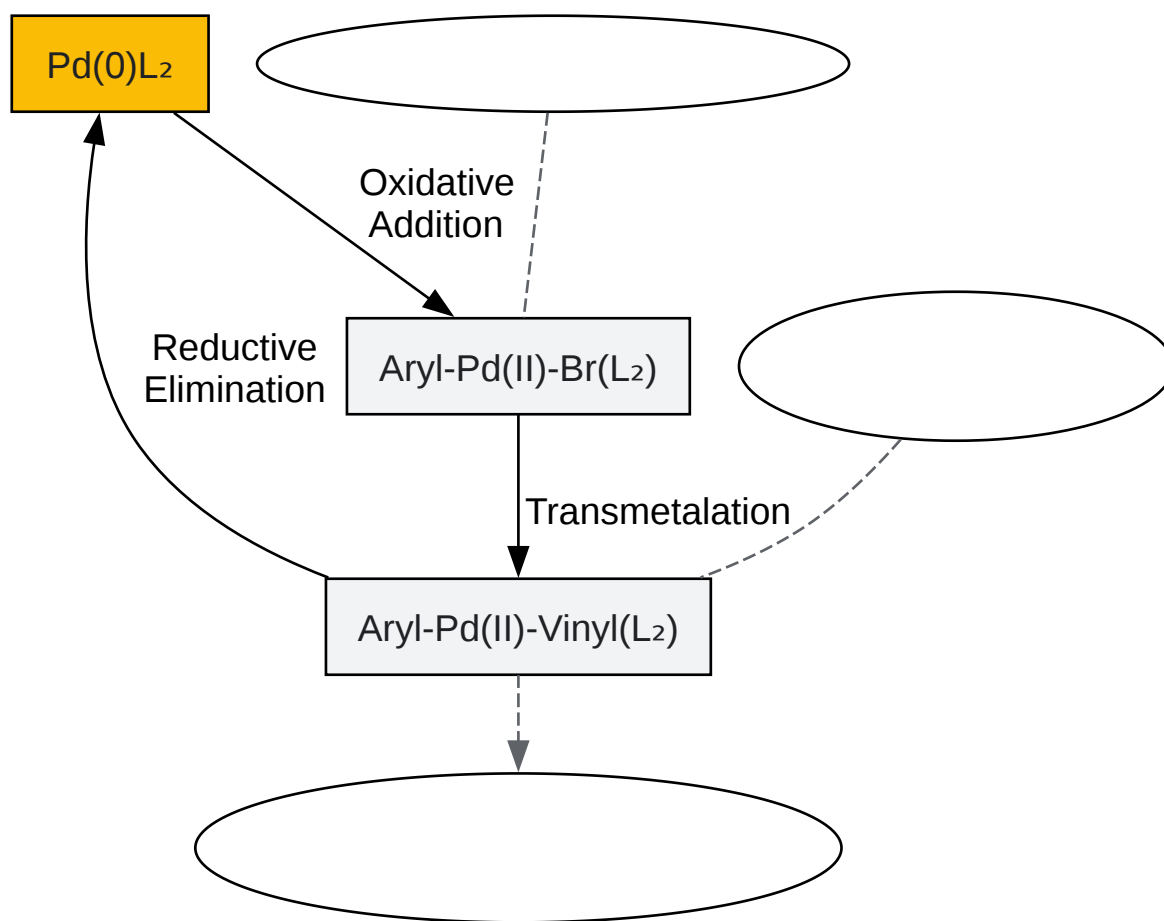 Pd(0)L₂
Oxidative
Addition
Reductive
Elimination
Aryl-Pd(II)-Br(L₂)
Transmetalation
Aryl-Pd(II)-Vinyl(L₂)